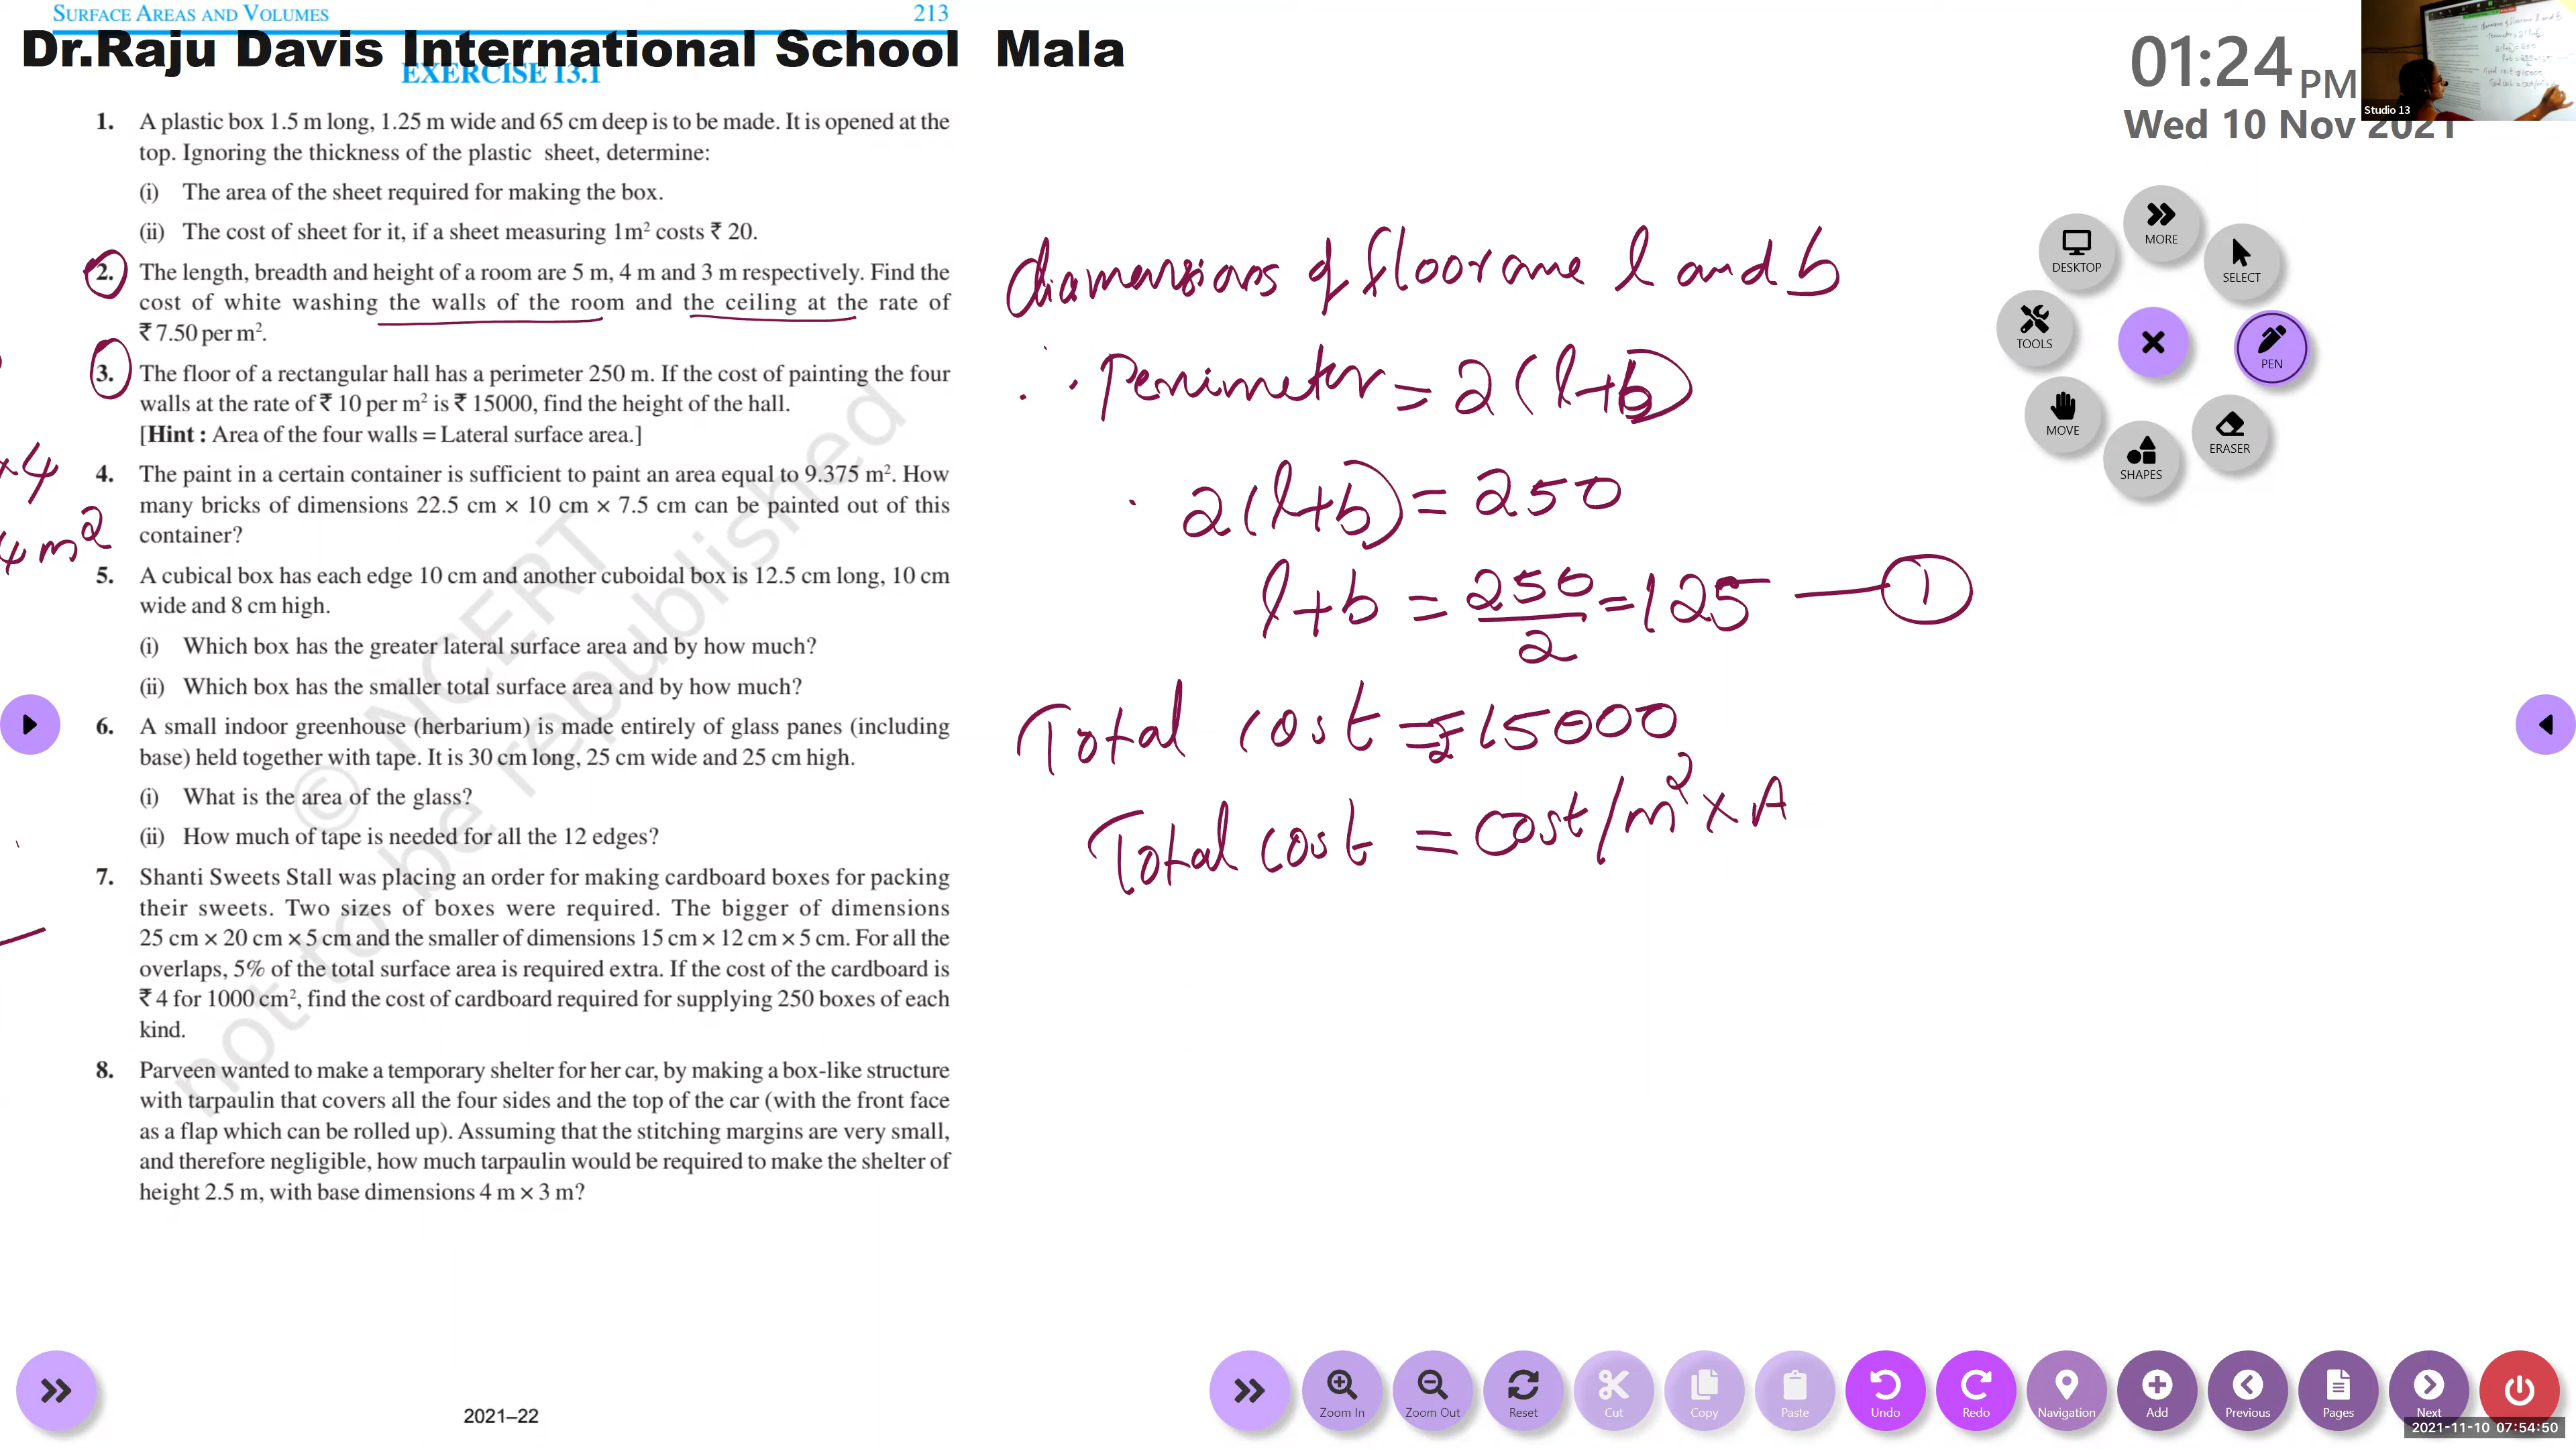 SURFACE AREAS AND VOLUMES 213
Dr.Raju Davis International School Mala
EXERCISE 13.1
1. A plastic box 1.5 m long, 1.25 m wide and 65 cm deep is to be made. It is opened at the
top. Ignoring the thickness of the plastic sheet, determine:
(i) The area of the sheet required for making the box.
(ii) The cost of sheet for it, if a sheet measuring 1m² costs ₹ 20.
2. The length, breadth and height of a room are 5 m, 4 m and 3 m respectively. Find the
cost of white washing the walls of the room and the ceiling at the rate of
₹ 7.50 per m².
3. The floor of a rectangular hall has a perimeter 250 m. If the cost of painting the four
walls at the rate of ₹ 10 per m² is ₹ 15000, find the height of the hall.
[Hint : Area of the four walls = Lateral surface area.]
4. The paint in a certain container is sufficient to paint an area equal to 9.375 m². How
many bricks of dimensions 22.5 cm × 10 cm × 7.5 cm can be painted out of this
container?
5. A cubical box has each edge 10 cm and another cuboidal box is 12.5 cm long, 10 cm
wide and 8 cm high.
(i) Which box has the greater lateral surface area and by how much?
(ii) Which box has the smaller total surface area and by how much?
6. A small indoor greenhouse (herbarium) is made entirely of glass panes (including
base) held together with tape. It is 30 cm long, 25 cm wide and 25 cm high.
(i) What is the area of the glass?
(ii) How much of tape is needed for all the 12 edges?
7. Shanti Sweets Stall was placing an order for making cardboard boxes for packing
their sweets. Two sizes of boxes were required. The bigger of dimensions
25 cm × 20 cm × 5 cm and the smaller of dimensions 15 cm × 12 cm × 5 cm. For all the
overlaps, 5% of the total surface area is required extra. If the cost of the cardboard is
₹ 4 for 1000 cm², find the cost of cardboard required for supplying 250 boxes of each
kind.
8. Parveen wanted to make a temporary shelter for her car, by making a box-like structure
with tarpaulin that covers all the four sides and the top of the car (with the front face
as a flap which can be rolled up). Assuming that the stitching margins are very small,
and therefore negligible, how much tarpaulin would be required to make the shelter of
height 2.5 m, with base dimensions 4 m × 3 m?
2021–22
© NCERT
not to be republished
×4
4 m²
diamensions of floor are l and b
∴ Perimeter = 2(l+b)
2(l+b) = 250
l+b = 250/2 = 125 — ①
Total cost = ₹15000
Total cost = cost/m² × A
01:24 PM
Wed 10 Nov 2021
Studio 13
MORE
DESKTOP
SELECT
TOOLS
PEN
MOVE
ERASER
SHAPES
Zoom In Zoom Out Reset Cut Copy Paste Undo Redo Navigation Add Previous Pages Next
2021-11-10 07:54:50